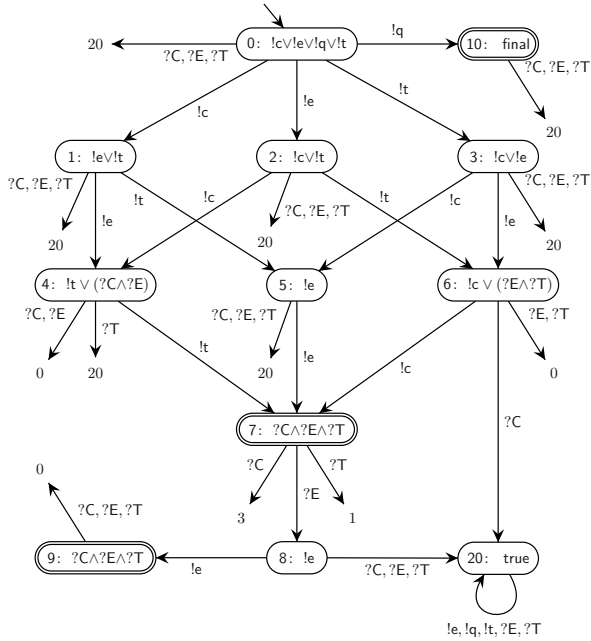 !q
20
0: !c∨!e∨!q∨!t
10: final
?C, ?E, ?T
?C, ?E, ?T
!c
!e
!t
20
1: !e∨!t
2: !c∨!t
3: !c∨!e
?C, ?E, ?T
!t
!c
!t
!c
?C, ?E, ?T
!e
?C, ?E, ?T
!e
20
20
20
4: !t ∨ (?C∧?E)
5: !e
6: !c ∨ (?E∧?T)
?C, ?E
?T
?C, ?E, ?T
?E, ?T
!t
!e
!c
0
20
20
0
?C
7: ?C∧?E∧?T
?C
?E
?T
0
?C, ?E, ?T
3
1
9: ?C∧?E∧?T
!e
8: !e
?C, ?E, ?T
20: true
!e, !q, !t, ?E, ?T